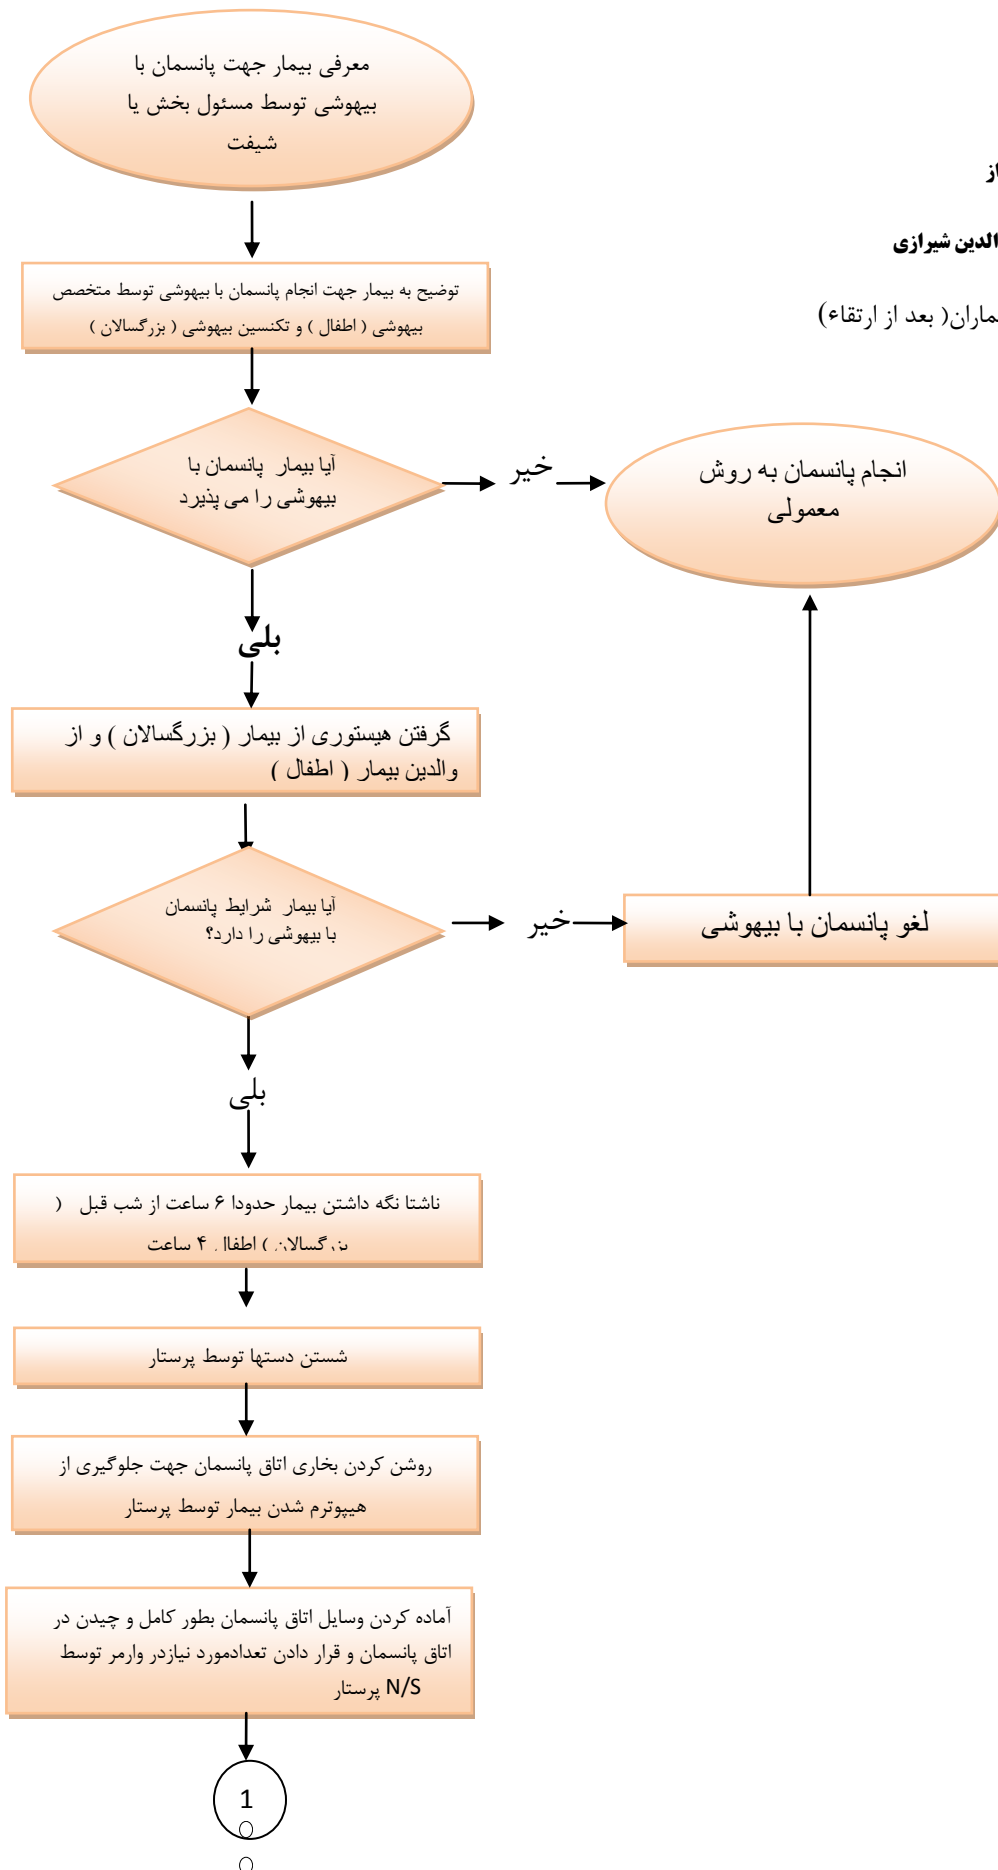 معرفی بیمار جهت پانسمان با
بیهوشی توسط مسئول بخش یا
شیفت
الدین شیرازی
ماران( بعد از ارتقاء)
توضیح به بیمار جهت انجام پانسمان با بیهوشی توسط متخصص
بیهوشی ( اطفال ) و تکنسین بیهوشی ( بزرگسالان )
آیا بیمار پانسمان با
بیهوشی را می پذیرد
خیر
انجام پانسمان به روش
معمولی
بلی
گرفتن هیستوری از بیمار ( بزرگسالان ) و از
والدین بیمار ( اطفال )
آیا بیمار شرایط پانسمان
با بیهوشی را دارد؟
خیر
لغو پانسمان با بیهوشی
بلی
ناشتا نگه داشتن بیمار حدودا ۶ ساعت از شب قبل (
بزرگسالان ) اطفال ۴ ساعت
شستن دستها توسط پرستار
روشن کردن بخاری اتاق پانسمان جهت جلوگیری از
هیپوترم شدن بیمار توسط پرستار
آماده کردن وسایل اتاق پانسمان بطور کامل و چیدن در
اتاق پانسمان و قرار دادن تعدادمورد نیازدر وارمر توسط
N/S پرستار
1